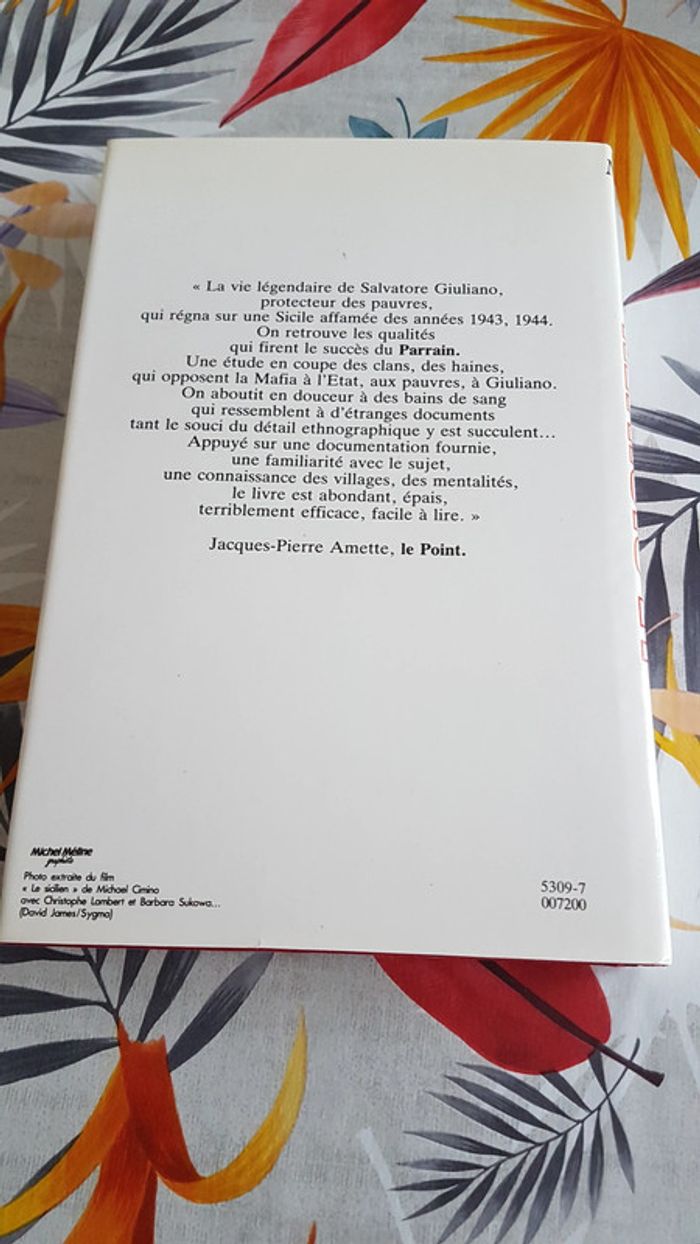 « La vie légendaire de Salvatore Giuliano,
protecteur des pauvres,
qui régna sur une Sicile affamée des années 1943, 1944.
On retrouve les qualités
qui firent le succès du Parrain.
Une étude en coupe des clans, des haines,
qui opposent la Mafia à l'Etat, aux pauvres, à Giuliano.
On aboutit en douceur à des bains de sang
qui ressemblent à d'étranges documents
tant le souci du détail ethnographique y est succulent...
Appuyé sur une documentation fournie,
une familiarité avec le sujet,
une connaissance des villages, des mentalités,
le livre est abondant, épais,
terriblement efficace, facile à lire. »
Jacques-Pierre Amette, le Point.
Michel Méline
Photo extraite du film
« Le sicilien » de Michael Cimino
avec Christophe Lambert et Barbara Sukowa...
(David James/Sygma)
5309-7
007200